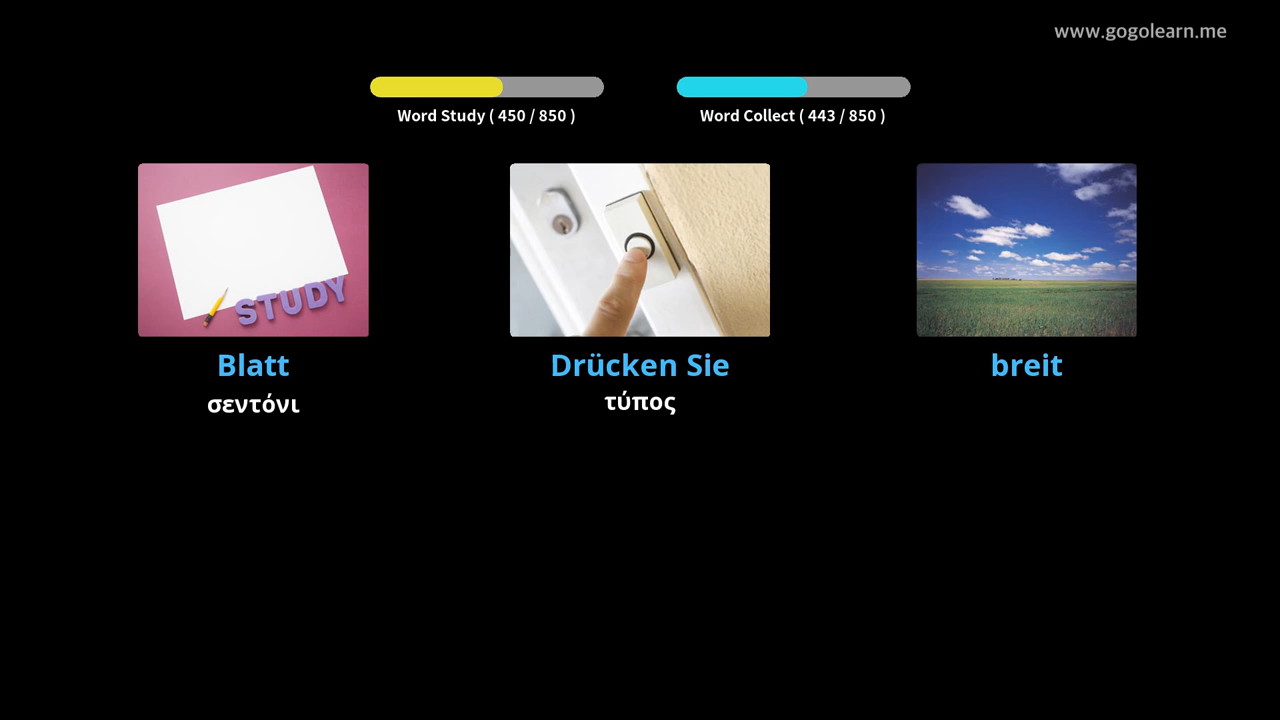 www.gogolearn.me
Word Study ( 450 / 850 )
Word Collect ( 443 / 850 )
STUDY
Blatt
Drücken Sie
breit
σεντόνι
τύπος